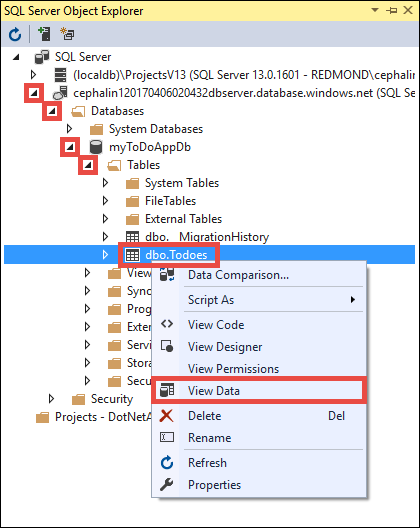 SQL Server Object Explorer
SQL Server
(localdb)\ProjectsV13 (SQL Server 13.0.1601 - REDMOND\cephalin
cephalin120170406020432dbserver.database.windows.net (SQL Se
Databases
System Databases
myToDoAppDb
Tables
System Tables
FileTables
External Tables
dbo.__MigrationHistory
dbo.Todoes
View
Data Comparison...
Syno
Script As
Prog
View Code
Exter
View Designer
Servi
View Permissions
Stora
View Data
Secu
Security
Delete Del
Projects - DotNetA
Rename
Refresh
Properties